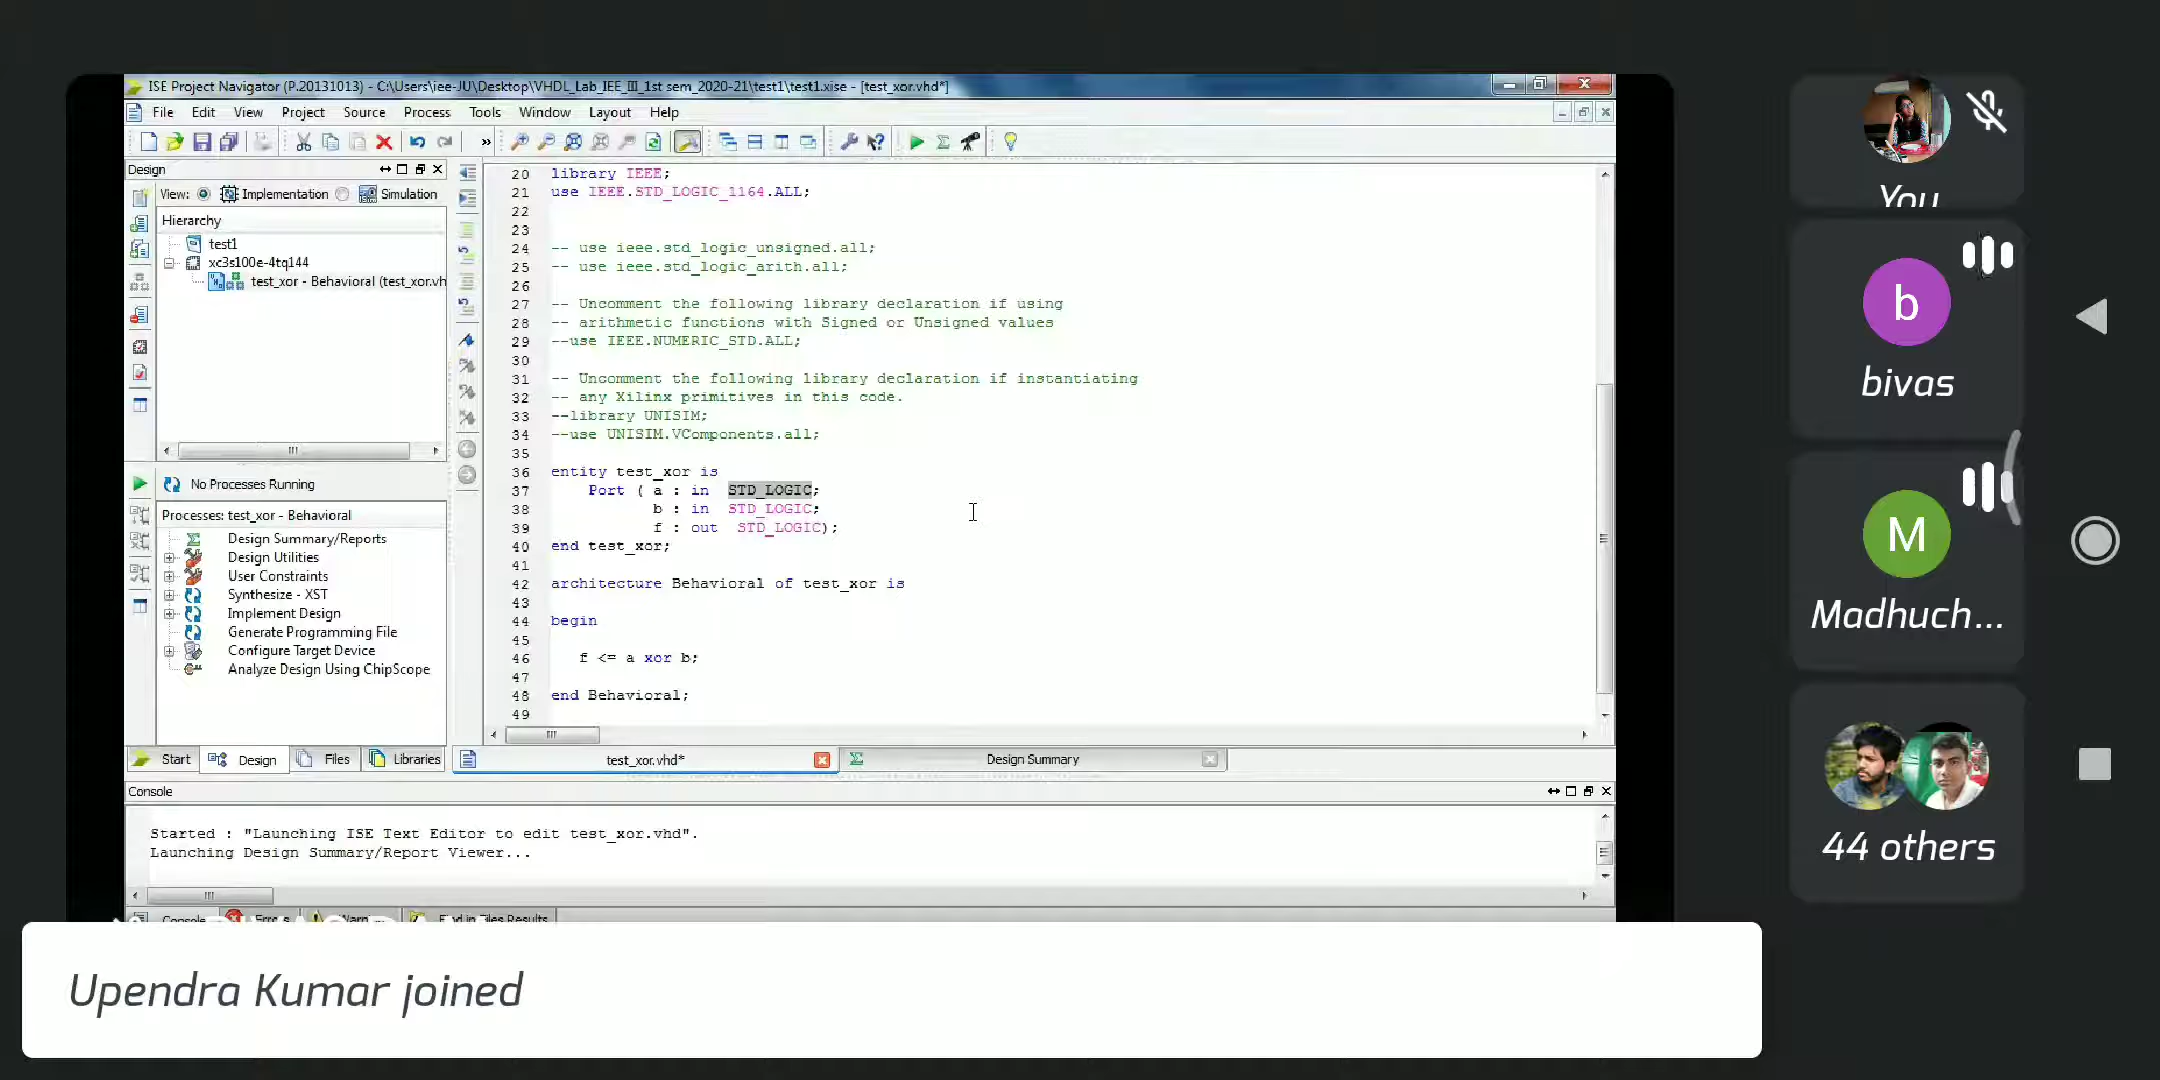 ISE Project Navigator (P.20131013) - C:\Users\iee-JU\Desktop\VHDL_Lab_IEE_III_1st sem_2020-21\test1\test1.xise - [test_xor.vhd*]
File Edit View Project Source Process Tools Window Layout Help
Design
View: Implementation Simulation
Hierarchy
test1
xc3s100e-4tq144
test_xor - Behavioral (test_xor.vh
No Processes Running
Processes: test_xor - Behavioral
Design Summary/Reports
Design Utilities
User Constraints
Synthesize - XST
Implement Design
Generate Programming File
Configure Target Device
Analyze Design Using ChipScope
Start Design Files Libraries
20 library IEEE;
21 use IEEE.STD_LOGIC_1164.ALL;
22
23
24 -- use ieee.std_logic_unsigned.all;
25 -- use ieee.std_logic_arith.all;
26
27 -- Uncomment the following library declaration if using
28 -- arithmetic functions with Signed or Unsigned values
29 --use IEEE.NUMERIC_STD.ALL;
30
31 -- Uncomment the following library declaration if instantiating
32 -- any Xilinx primitives in this code.
33 --library UNISIM;
34 --use UNISIM.VComponents.all;
35
36 entity test_xor is
37 Port ( a : in STD_LOGIC;
38 b : in STD_LOGIC;
39 f : out STD_LOGIC);
40 end test_xor;
41
42 architecture Behavioral of test_xor is
43
44 begin
45
46 f <= a xor b;
47
48 end Behavioral;
49
test_xor.vhd* Design Summary
Console
Started : "Launching ISE Text Editor to edit test_xor.vhd".
Launching Design Summary/Report Viewer...
Console Errors Find in Files Results
Upendra Kumar joined
You
b
bivas
M
Madhuch...
44 others